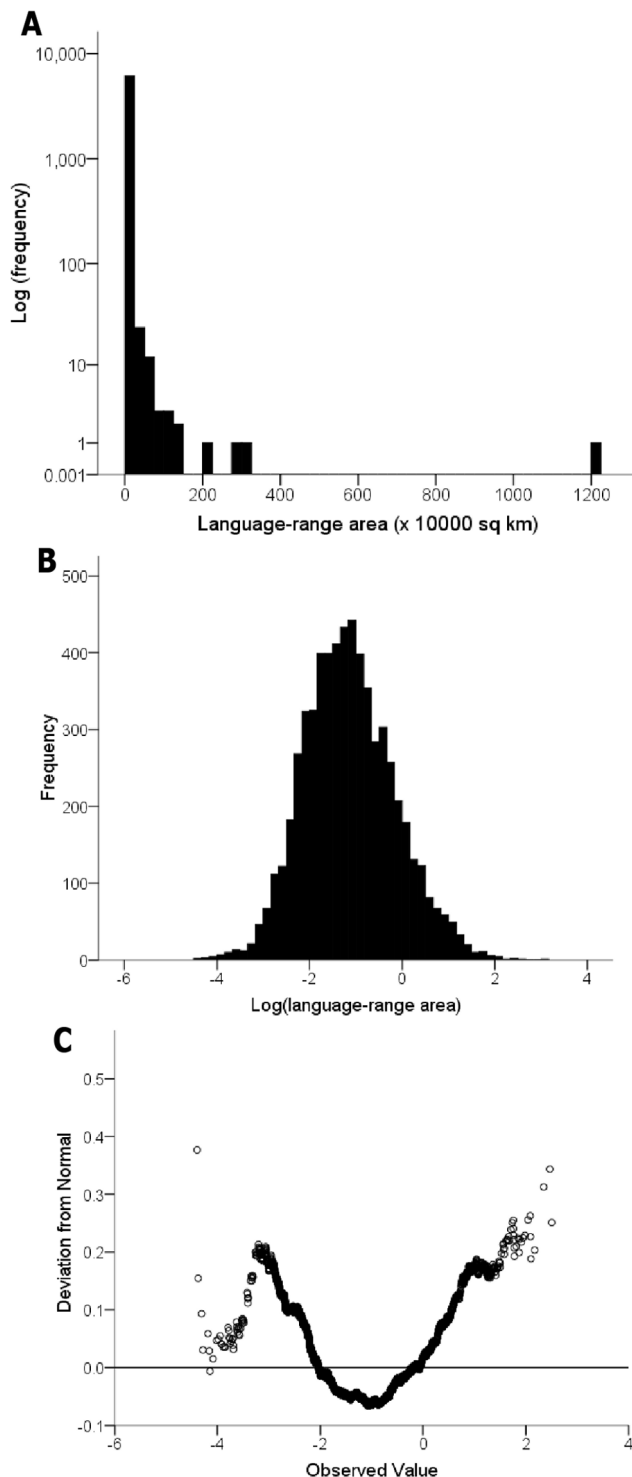 A
10,000
1,000
100
10
1
0.001
Log (frequency)
0 200 400 600 800 1000 1200
Language-range area (x 10000 sq km)
B
500
400
300
200
100
0
Frequency
-6 -4 -2 0 2 4
Log(language-range area)
C
0.5
0.4
0.3
0.2
0.1
0.0
-0.1
Deviation from Normal
-6 -4 -2 0 2 4
Observed Value